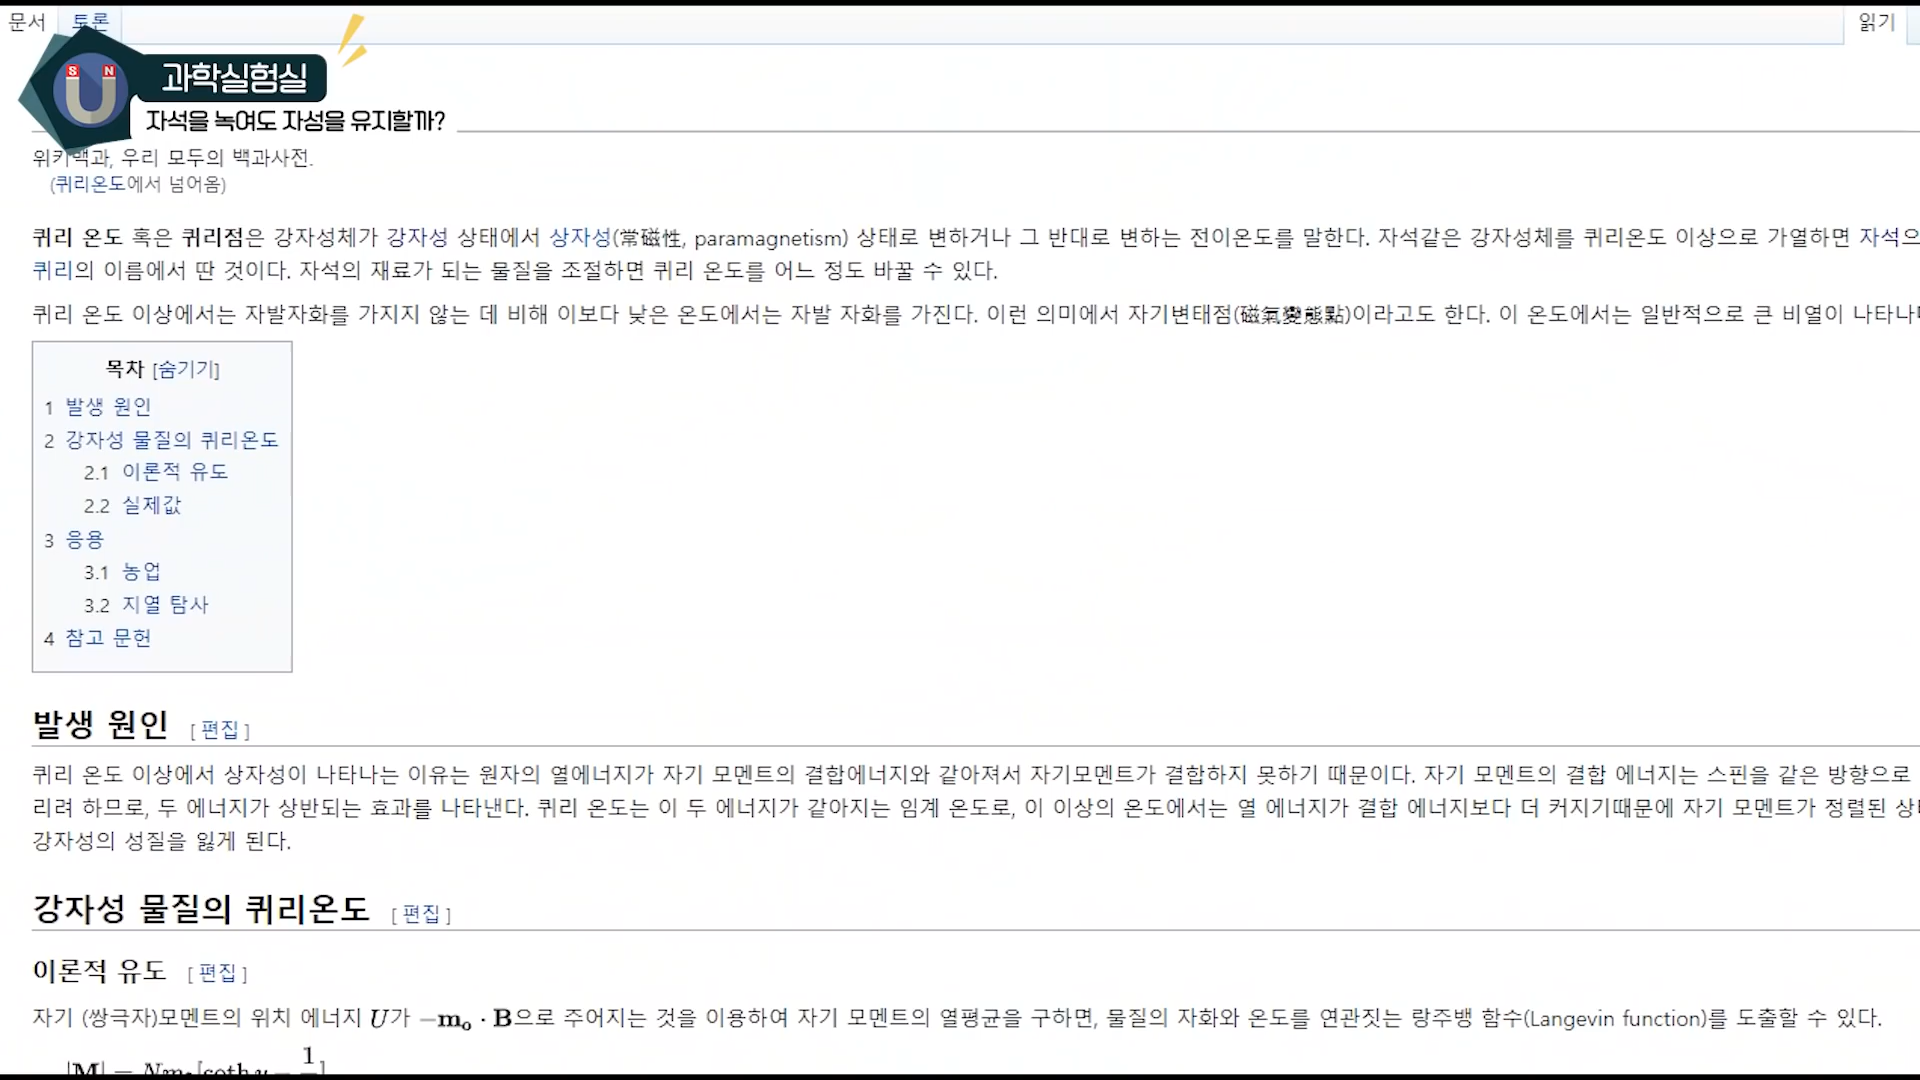 문서
토론
읽기
S N
과학실험실
자석을 녹여도 자성을 유지할까?
위키백과, 우리 모두의 백과사전.
(퀴리온도에서 넘어옴)
퀴리 온도 혹은 퀴리점은 강자성체가 강자성 상태에서 상자성(常磁性, paramagnetism) 상태로 변하거나 그 반대로 변하는 전이온도를 말한다. 자석같은 강자성체를 퀴리온도 이상으로 가열하면 자석으
퀴리의 이름에서 딴 것이다. 자석의 재료가 되는 물질을 조절하면 퀴리 온도를 어느 정도 바꿀 수 있다.
퀴리 온도 이상에서는 자발자화를 가지지 않는 데 비해 이보다 낮은 온도에서는 자발 자화를 가진다. 이런 의미에서 자기변태점(磁氣變態點)이라고도 한다. 이 온도에서는 일반적으로 큰 비열이 나타나며
목차 [숨기기]
1 발생 원인
2 강자성 물질의 퀴리온도
2.1 이론적 유도
2.2 실제값
3 응용
3.1 농업
3.2 지열 탐사
4 참고 문헌
발생 원인 [ 편집 ]
퀴리 온도 이상에서 상자성이 나타나는 이유는 원자의 열에너지가 자기 모멘트의 결합에너지와 같아져서 자기모멘트가 결합하지 못하기 때문이다. 자기 모멘트의 결합 에너지는 스핀을 같은 방향으로
리려 하므로, 두 에너지가 상반되는 효과를 나타낸다. 퀴리 온도는 이 두 에너지가 같아지는 임계 온도로, 이 이상의 온도에서는 열 에너지가 결합 에너지보다 더 커지기때문에 자기 모멘트가 정렬된 상태
강자성의 성질을 잃게 된다.
강자성 물질의 퀴리온도 [ 편집 ]
이론적 유도 [ 편집 ]
자기 (쌍극자)모멘트의 위치 에너지 U가 −m₀ · B으로 주어지는 것을 이용하여 자기 모멘트의 열평균을 구하면, 물질의 자화와 온도를 연관짓는 랑주뱅 함수(Langevin function)를 도출할 수 있다.